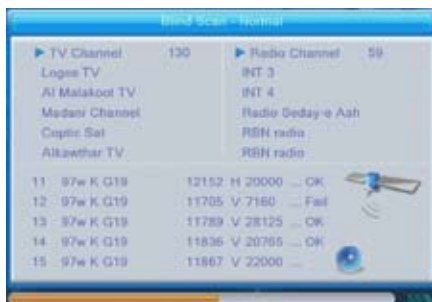 Blind Scan - Normal
TV Channel 130 Radio Channel 59
Logos TV INT 3
Al Malakoot TV INT 4
Madani Channel Radio Seday-e Aah
Coptic Sat RBN radio
Alkawthar TV RBN radio
11 97w K G19 12152 H 20000 ... OK
12 97w K G19 11705 V 7160 ... Fail
13 97w K G19 11789 V 28125 ... OK
14 97w K G19 11836 V 20765 ... OK
15 97w K G19 11867 V 22000 ...